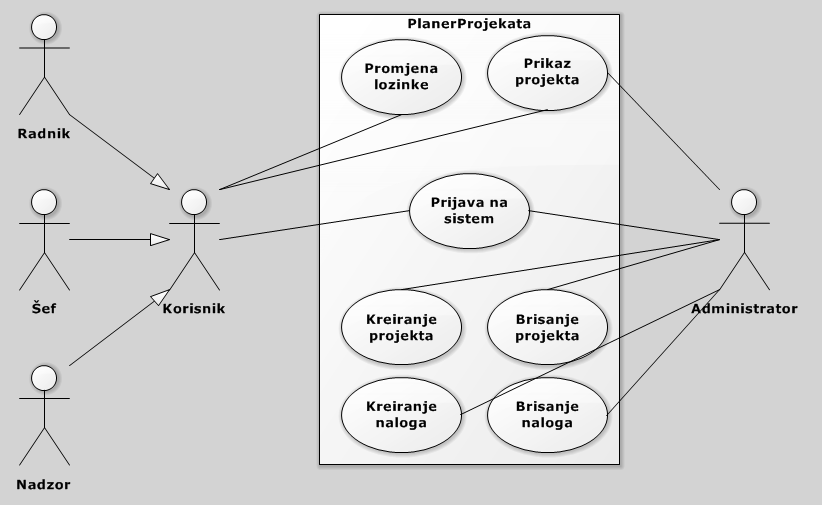 PlanerProjekata
Promjena
lozinke
Prikaz
projekta
Radnik
Prijava na
sistem
Šef
Korisnik
Administrator
Kreiranje
projekta
Brisanje
projekta
Kreiranje
naloga
Brisanje
naloga
Nadzor